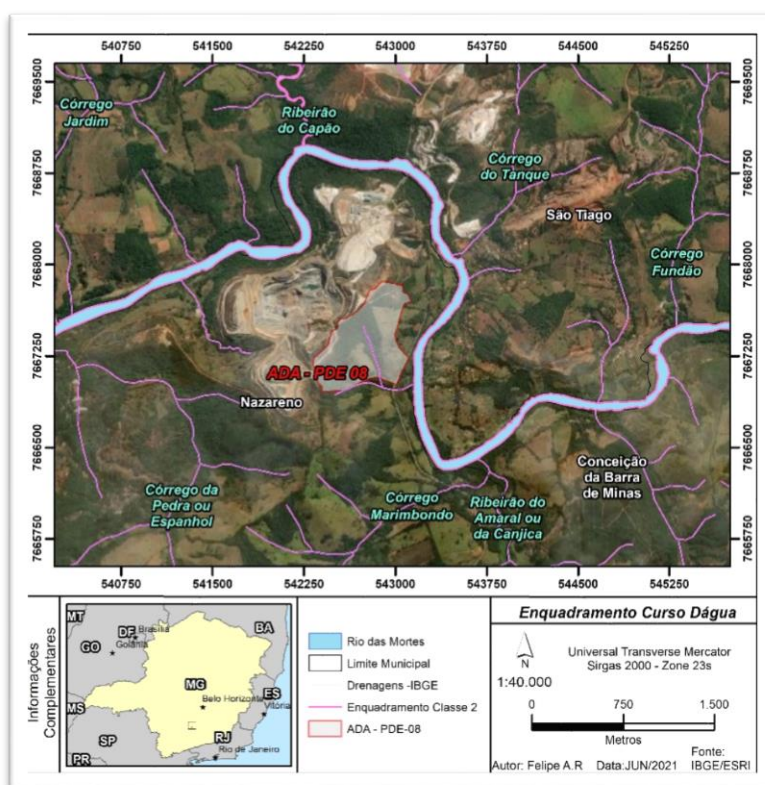 540750 541500 542250 543000 543750 544500 545250
7669500
7668750
7668000
7667250
7666500
7665750
7669500
7668750
7668000
7667250
7666500
7665750
Córrego
Jardim
Ribeirão
do Capão
Córrego
do Tanque
São Tiago
Córrego
Fundão
ADA - PDE 08
Nazareno
Córrego da
Pedra ou
Espanhol
Córrego
Marimbondo
Ribeirão do
Amaral ou
da Canjica
Conceição
da Barra
de Minas
540750 541500 542250 543000 543750 544500 545250
Informações
Complementares
MT
DF
Brasília
GO
Goiânia
BA
MG
Belo Horizonte
ES
Vitória
MS
SP
RJ
Rio de Janeiro
PR
Rio das Mortes
Limite Municipal
Drenagens -IBGE
Enquadramento Classe 2
ADA - PDE-08
Enquadramento Curso Dágua
N
1:40.000
Universal Transverse Mercator
Sirgas 2000 - Zone 23s
0 750 1.500
Metros
Autor: Felipe A.R Data:JUN/2021
Fonte:
IBGE/ESRI